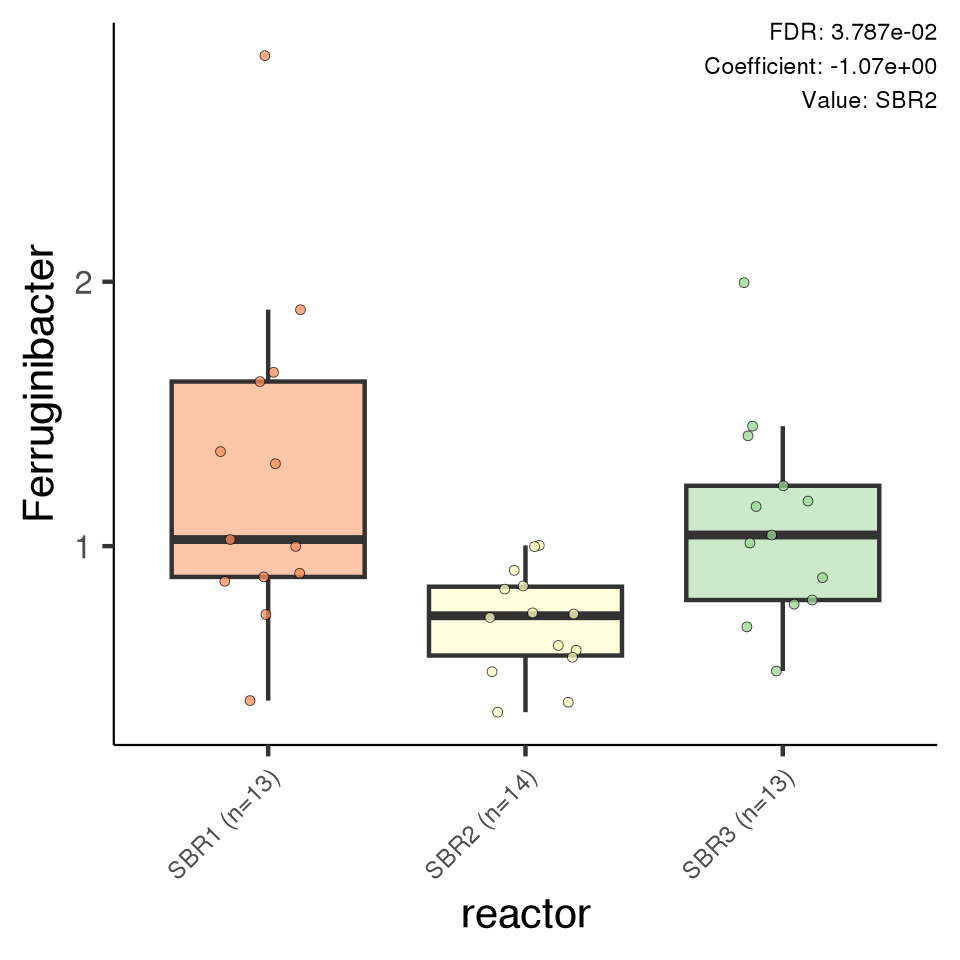 FDR: 3.787e-02
Coefficient: -1.07e+00
Value: SBR2
Ferruginibacter
2
1
SBR1 (n=13)
SBR2 (n=14)
SBR3 (n=13)
reactor